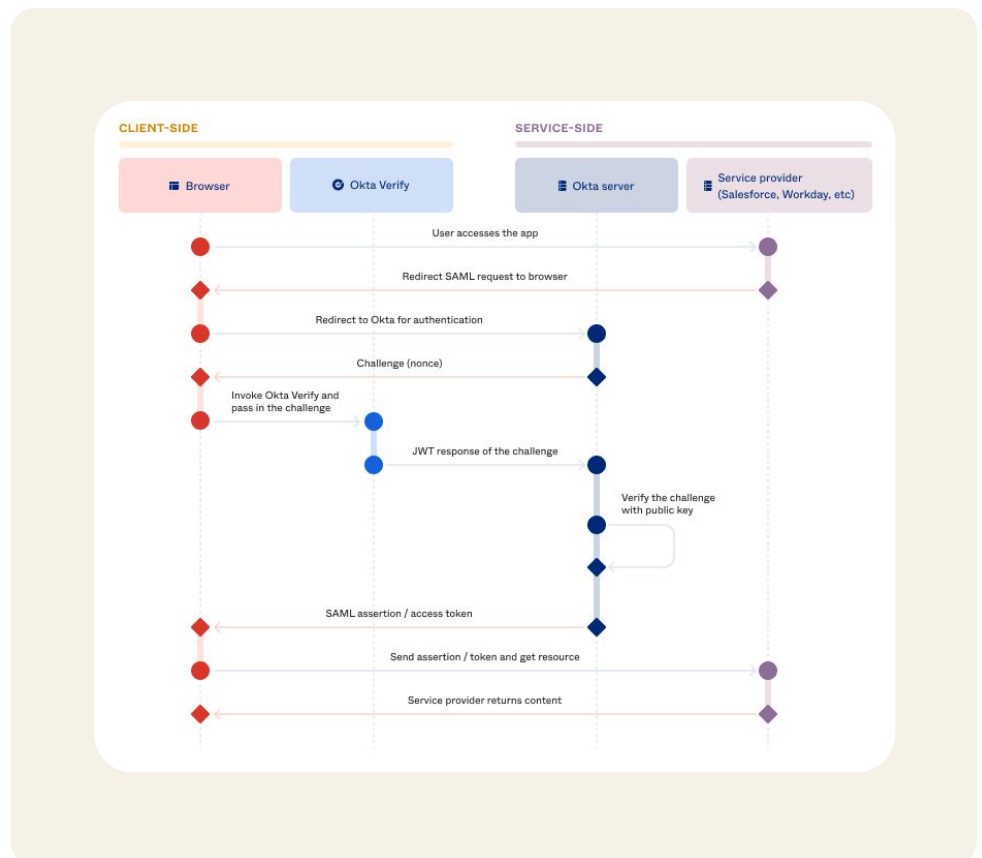 CLIENT-SIDE
SERVICE-SIDE
Browser
Okta Verify
Okta server
Service provider
(Salesforce, Workday, etc)
User accesses the app
Redirect SAML request to browser
Redirect to Okta for authentication
Challenge (nonce)
Invoke Okta Verify and
pass in the challenge
JWT response of the challenge
Verify the challenge
with public key
SAML assertion / access token
Send assertion / token and get resource
Service provider returns content